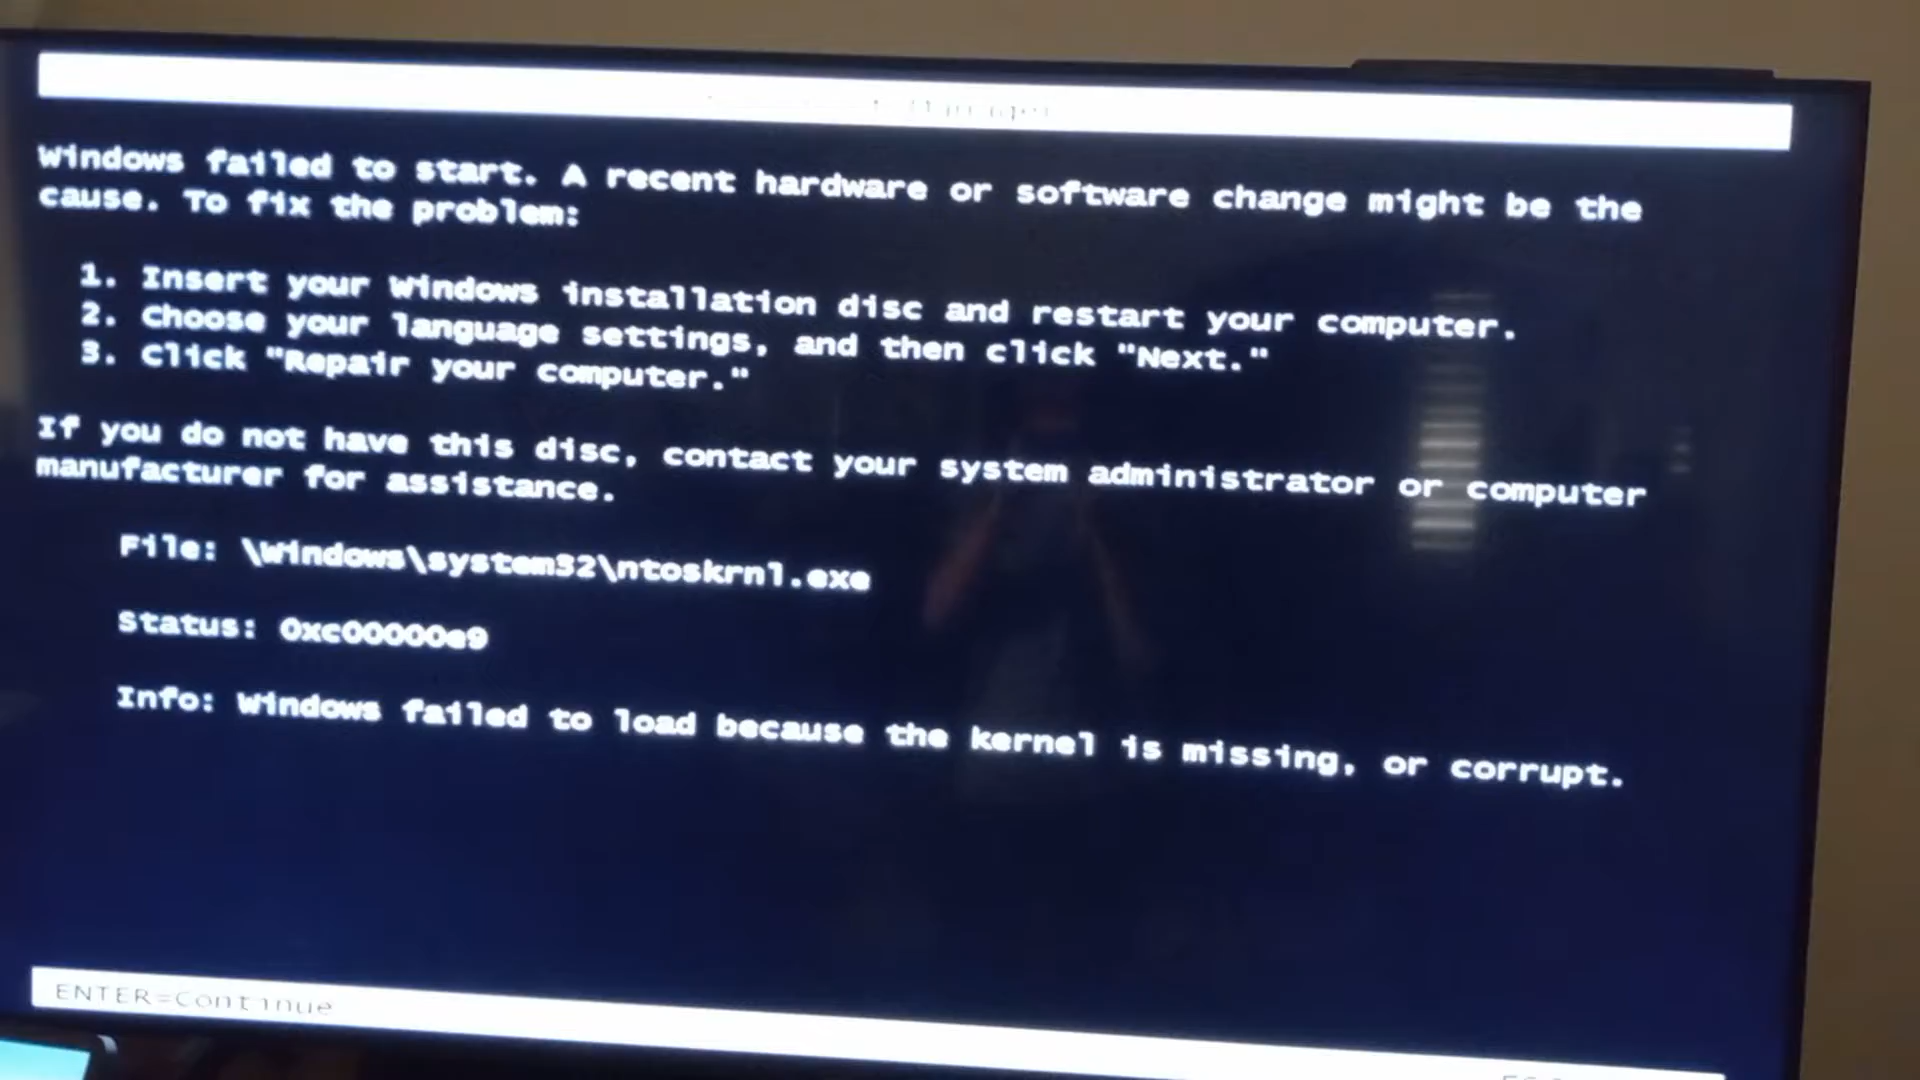 Windows failed to start. A recent hardware or software change might be the
cause. To fix the problem:
1. Insert your Windows installation disc and restart your computer.
2. Choose your language settings, and then click "Next."
3. Click "Repair your computer."
If you do not have this disc, contact your system administrator or computer
manufacturer for assistance.
File: \Windows\system32\ntoskrnl.exe
Status: 0xc00000e9
Info: Windows failed to load because the kernel is missing, or corrupt.
ENTER=Continue